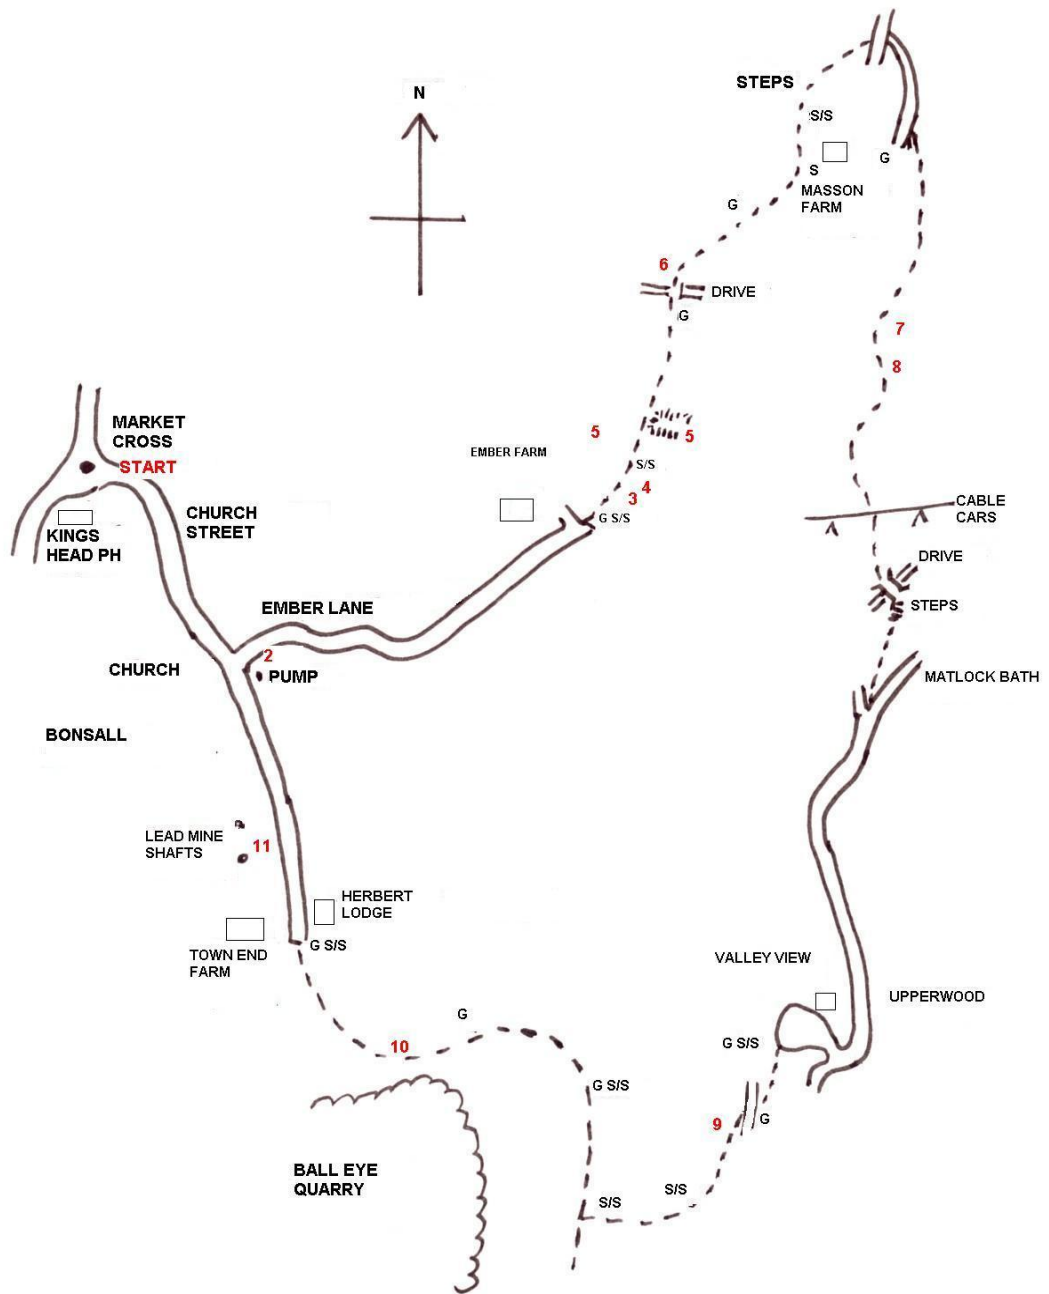 N
STEPS
S/S
G
S
MASSON
FARM
G
6
DRIVE
G
7
8
MARKET
CROSS
START
5
5
EMBER FARM
S/S
4
3
G S/S
CHURCH
STREET
KINGS
HEAD PH
CABLE
CARS
DRIVE
STEPS
EMBER LANE
2
PUMP
CHURCH
MATLOCK BATH
BONSALL
LEAD MINE
SHAFTS
11
HERBERT
LODGE
G S/S
TOWN END
FARM
VALLEY VIEW
UPPERWOOD
G
10
G S/S
G S/S
9
G
BALL EYE
QUARRY
S/S
S/S